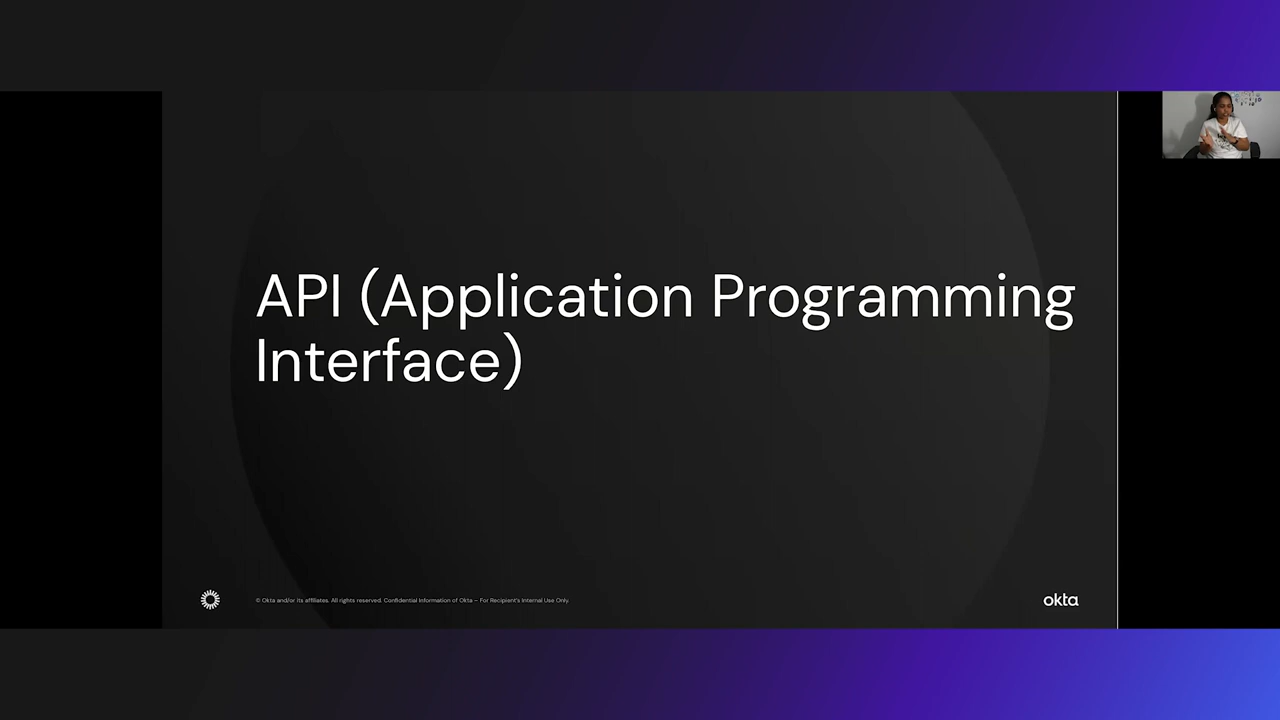 API (Application Programming
Interface)
© Okta and/or its affiliates. All rights reserved. Confidential Information of Okta – For Recipient's Internal Use Only.
okta